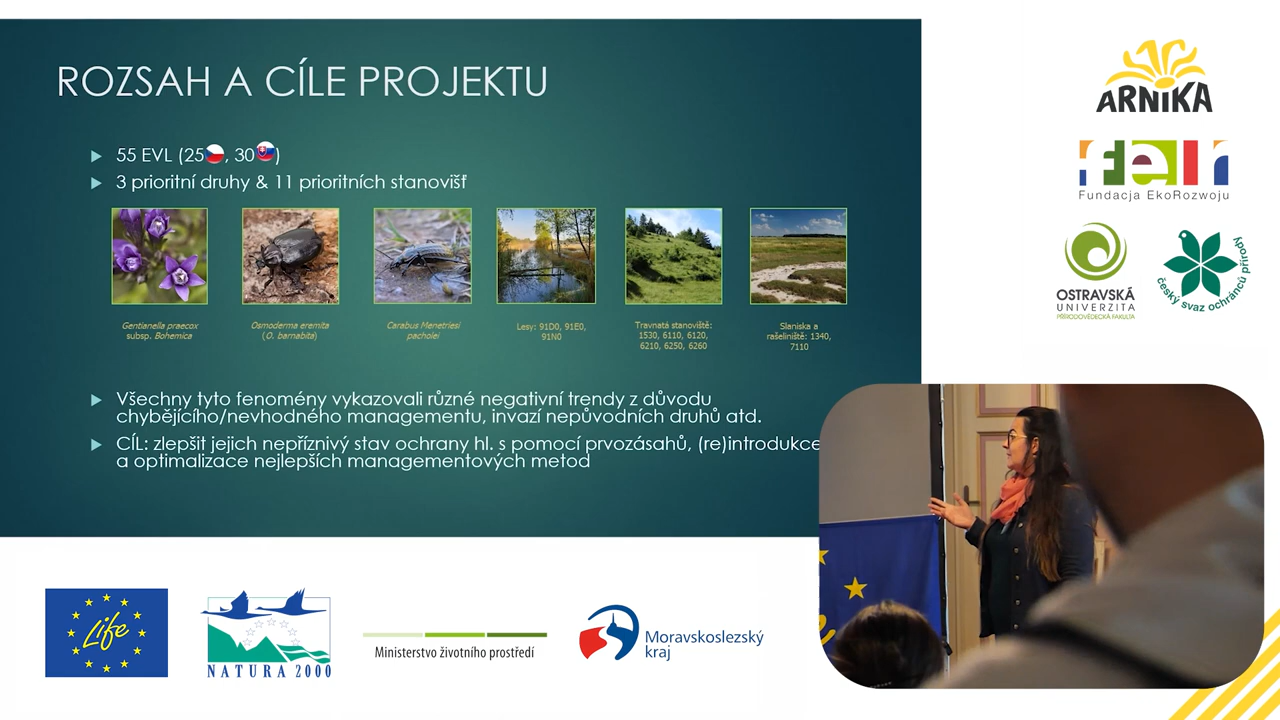 ROZSAH A CÍLE PROJEKTU
55 EVL (25, 30)
3 prioritní druhy & 11 prioritních stanovišť
Gentianella praecox
subsp. Bohemica
Osmoderma eremita
(O. barnabita)
Carabus Menetriesi
pacholei
Lesy: 91D0, 91E0,
91N0
Travnatá stanoviště:
1530, 6110, 6120,
6210, 6250, 6260
Slaniska a
rašeliniště: 1340,
7110
Všechny tyto fenomény vykazovali různé negativní trendy z důvodu
chybějícího/nevhodného managementu, invazí nepůvodních druhů atd.
CÍL: zlepšit jejich nepříznivý stav ochrany hl. s pomocí prvozásahů, (re)introdukce
a optimalizace nejlepších managementových metod
ARNIKA
feri
Fundacja EkoRozwoju
OSTRAVSKÁ
UNIVERZITA
PŘÍRODOVĚDECKÁ FAKULTA
český svaz ochránců přírody
Life
NATURA 2000
Ministerstvo životního prostředí
Moravskoslezský
kraj